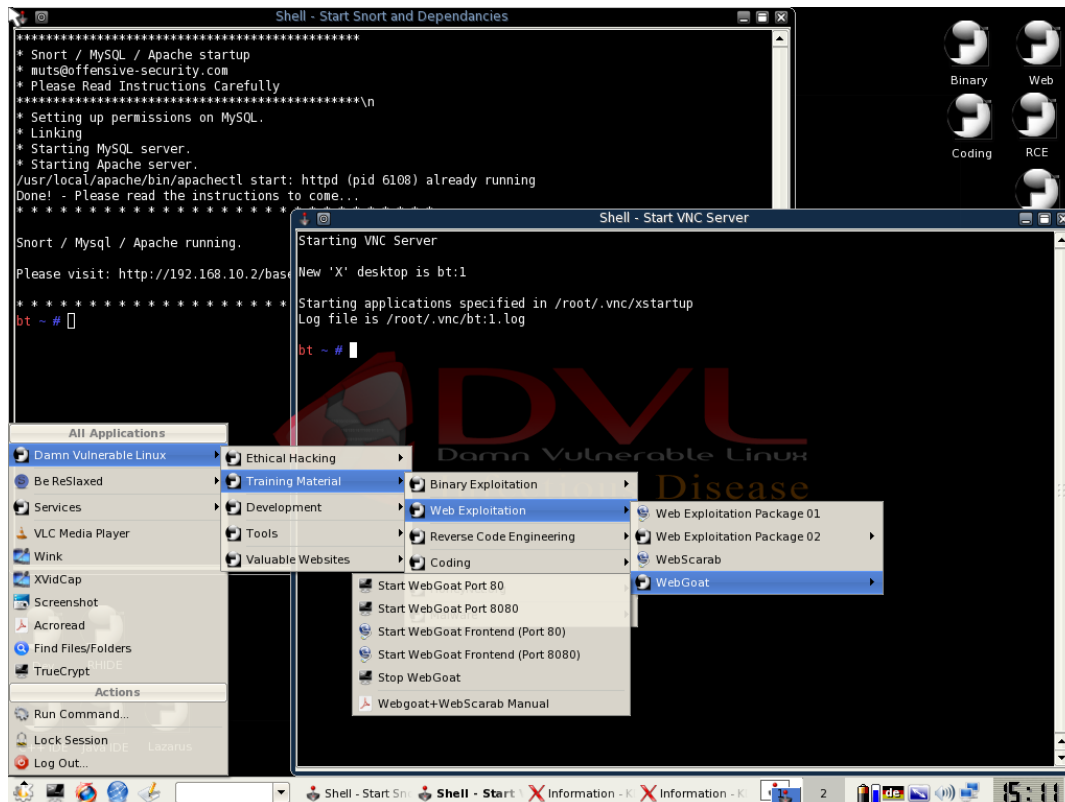 Shell - Start Snort and Dependancies
***********************************************
* Snort / MySQL / Apache startup
* muts@offensive-security.com
* Please Read Instructions Carefully
***********************************************\n
* Setting up permissions on MySQL.
* Linking
* Starting MySQL server.
* Starting Apache server.
/usr/local/apache/bin/apachectl start: httpd (pid 6108) already running
Done! - Please read the instructions to come...
Snort / Mysql / Apache running.
Please visit: http://192.168.10.2/base
bt ~ #
Binary
Web
Coding
RCE
Shell - Start VNC Server
Starting VNC Server
New 'X' desktop is bt:1
Starting applications specified in /root/.vnc/xstartup
Log file is /root/.vnc/bt:1.log
bt ~ #
DVL
Damn Vulnerable Linux
Disease
All Applications
Damn Vulnerable Linux
Be ReSlaxed
Services
VLC Media Player
Wink
XVidCap
Screenshot
Acroread
Find Files/Folders
TrueCrypt
Actions
Run Command...
Lock Session
Log Out...
Ethical Hacking
Training Material
Development
Tools
Valuable Websites
Binary Exploitation
Web Exploitation
Reverse Code Engineering
Coding
Web Exploitation Package 01
Web Exploitation Package 02
WebScarab
WebGoat
Start WebGoat Port 80
Start WebGoat Port 8080
Start WebGoat Frontend (Port 80)
Start WebGoat Frontend (Port 8080)
Stop WebGoat
Webgoat+WebScarab Manual
Lazarus
Shell - Start Sn
Shell - Start
Information - K
Information - K
2
de
15:11